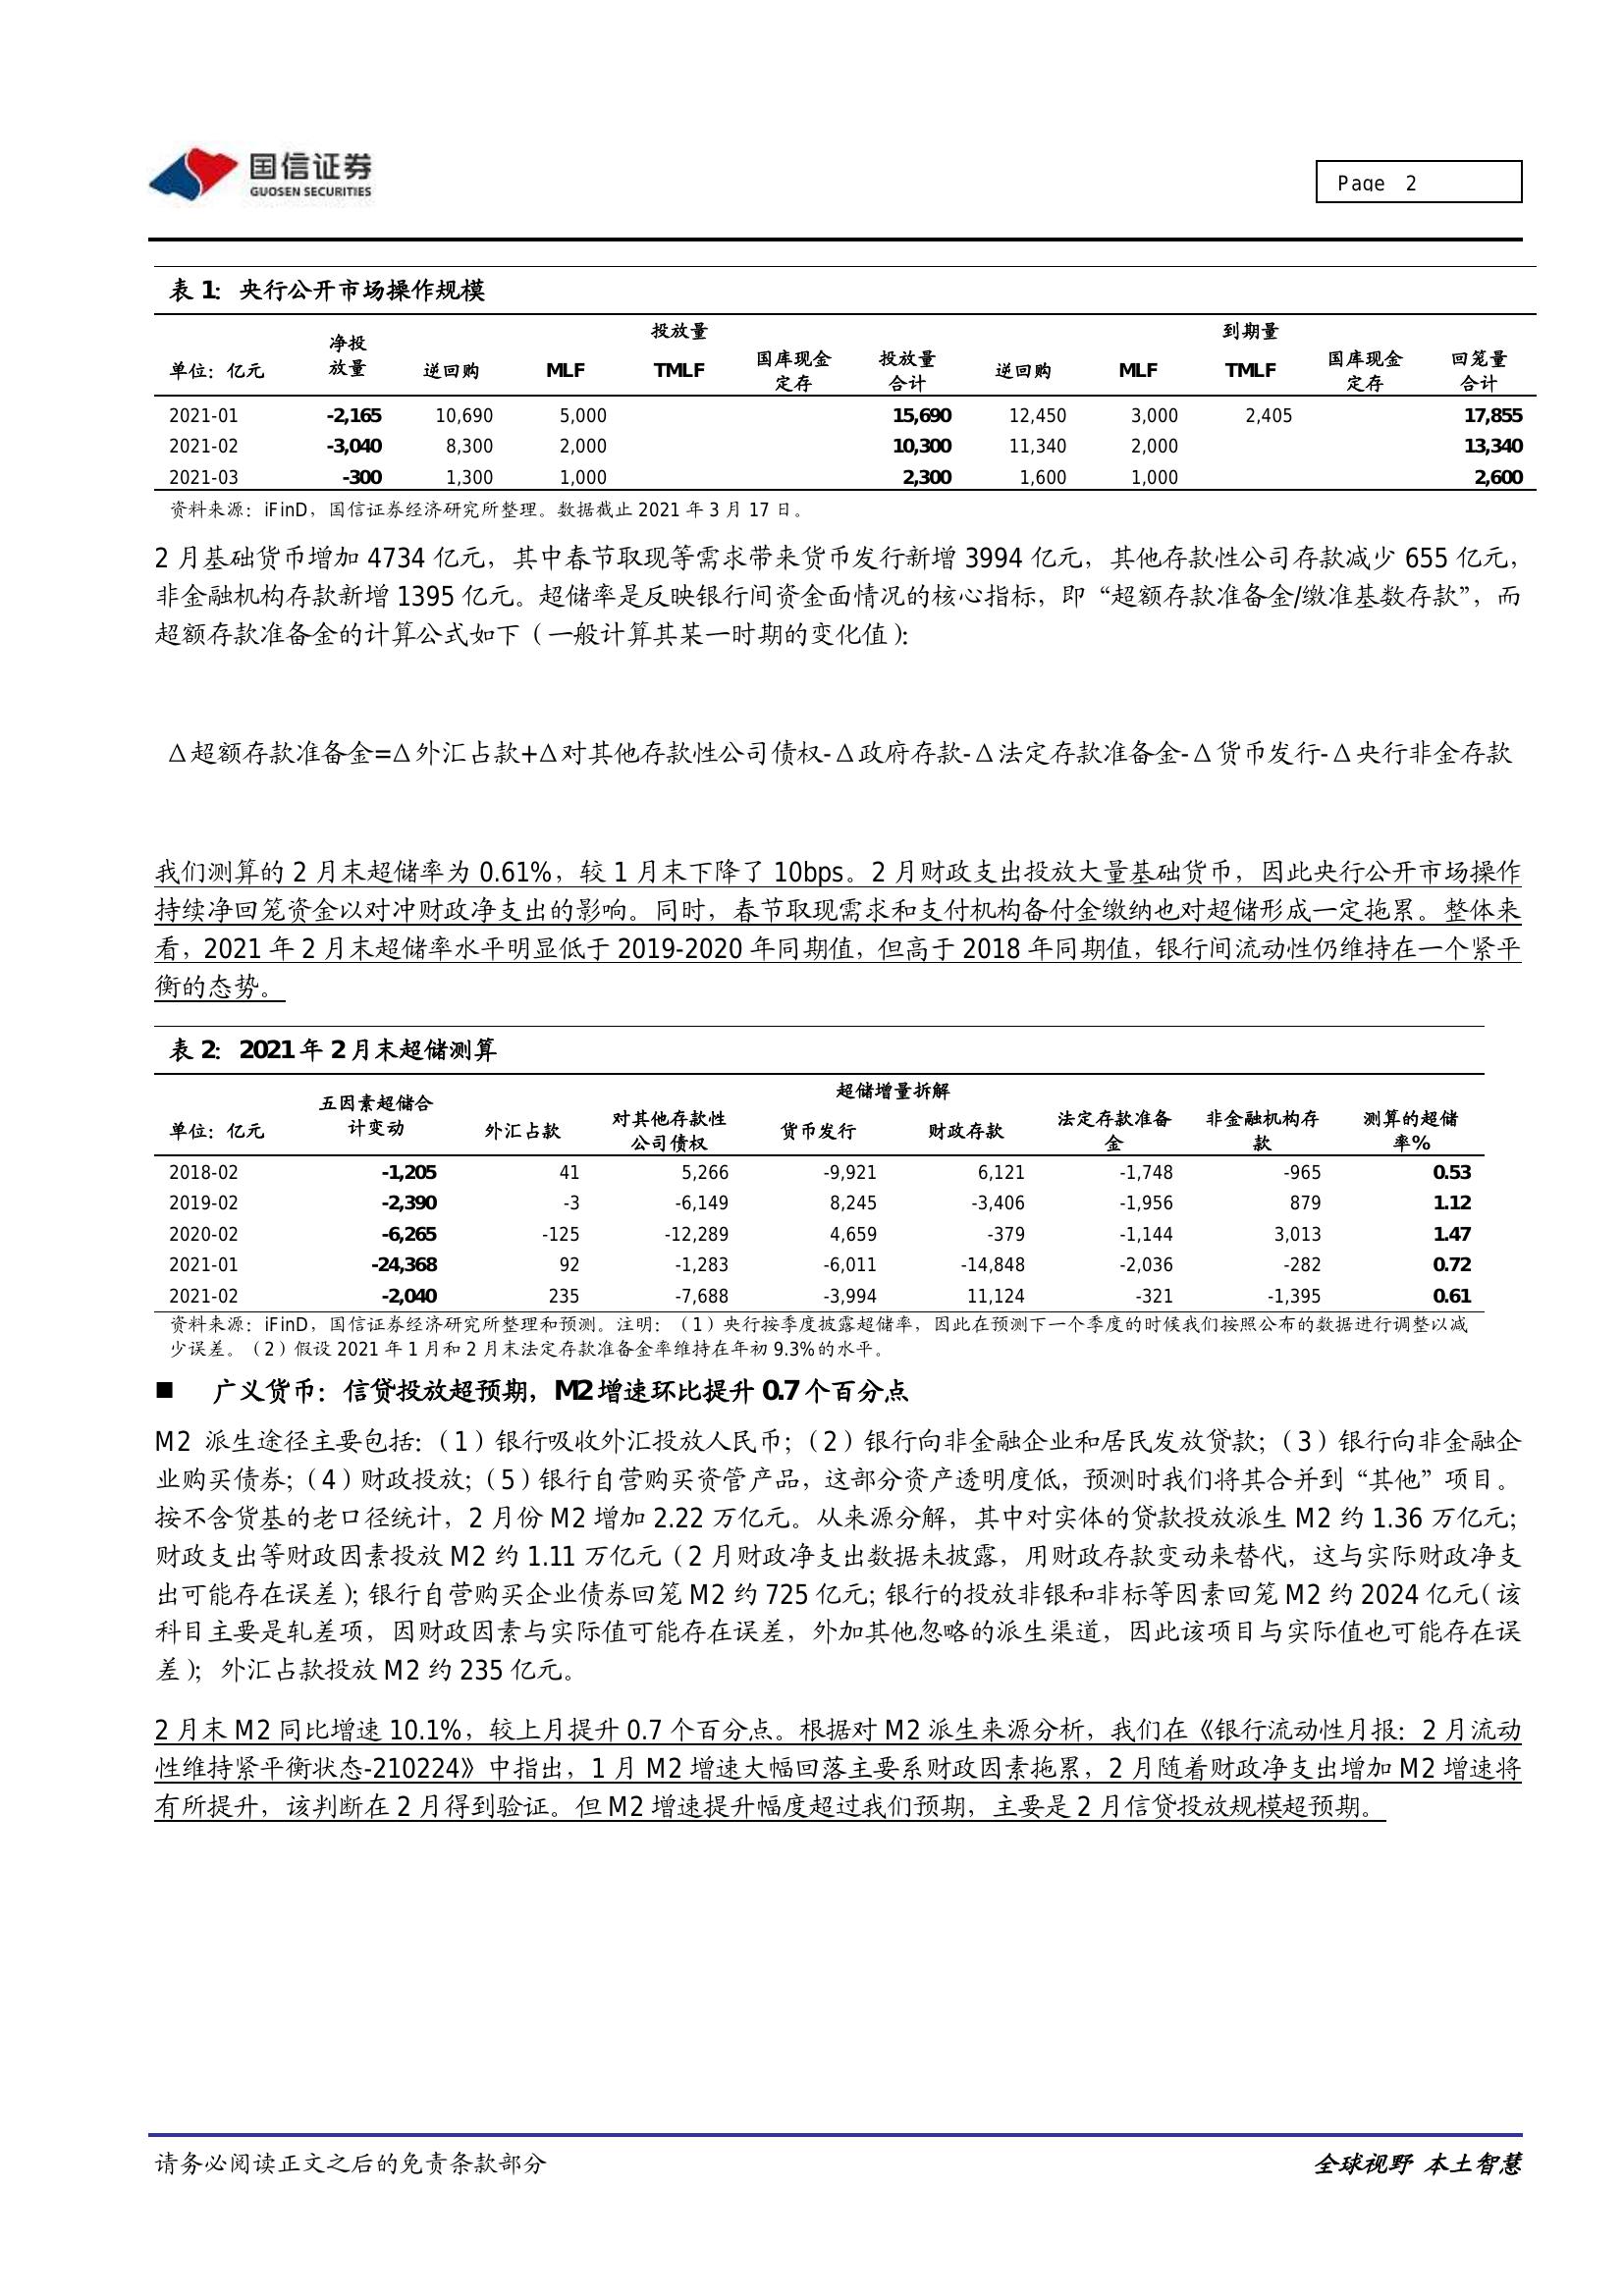 国信证券
GUOSEN SECURITIES
Page 2
表 1：央行公开市场操作规模
投放量 到期量
单位：亿元 净投放量 逆回购 MLF TMLF 国库现金定存 投放量合计 逆回购 MLF TMLF 国库现金定存 回笼量合计
2021-01 -2,165 10,690 5,000 15,690 12,450 3,000 2,405 17,855
2021-02 -3,040 8,300 2,000 10,300 11,340 2,000 13,340
2021-03 -300 1,300 1,000 2,300 1,600 1,000 2,600
资料来源：iFinD，国信证券经济研究所整理。数据截止 2021 年 3 月 17 日。
2 月基础货币增加 4734 亿元，其中春节取现等需求带来货币发行新增 3994 亿元，其他存款性公司存款减少 655 亿元，
非金融机构存款新增 1395 亿元。超储率是反映银行间资金面情况的核心指标，即“超额存款准备金/缴准基数存款”，而
超额存款准备金的计算公式如下（一般计算其某一时期的变化值）：
Δ超额存款准备金=Δ外汇占款+Δ对其他存款性公司债权-Δ政府存款-Δ法定存款准备金-Δ货币发行-Δ央行非金存款
我们测算的 2 月末超储率为 0.61%，较 1 月末下降了 10bps。2 月财政支出投放大量基础货币，因此央行公开市场操作
持续净回笼资金以对冲财政净支出的影响。同时，春节取现需求和支付机构备付金缴纳也对超储形成一定拖累。整体来
看，2021 年 2 月末超储率水平明显低于 2019-2020 年同期值，但高于 2018 年同期值，银行间流动性仍维持在一个紧平
衡的态势。
表 2：2021 年 2 月末超储测算
超储增量拆解
单位：亿元 五因素超储合计变动 外汇占款 对其他存款性公司债权 货币发行 财政存款 法定存款准备金 非金融机构存款 测算的超储率%
2018-02 -1,205 41 5,266 -9,921 6,121 -1,748 -965 0.53
2019-02 -2,390 -3 -6,149 8,245 -3,406 -1,956 879 1.12
2020-02 -6,265 -125 -12,289 4,659 -379 -1,144 3,013 1.47
2021-01 -24,368 92 -1,283 -6,011 -14,848 -2,036 -282 0.72
2021-02 -2,040 235 -7,688 -3,994 11,124 -321 -1,395 0.61
资料来源：iFinD，国信证券经济研究所整理和预测。注明：（1）央行按季度披露超储率，因此在预测下一个季度的时候我们按照公布的数据进行调整以减
少误差。（2）假设 2021 年 1 月和 2 月末法定存款准备金率维持在年初 9.3%的水平。
■ 广义货币：信贷投放超预期，M2 增速环比提升 0.7 个百分点
M2 派生途径主要包括：（1）银行吸收外汇投放人民币；（2）银行向非金融企业和居民发放贷款；（3）银行向非金融企
业购买债券；（4）财政投放；（5）银行自营购买资管产品，这部分资产透明度低，预测时我们将其合并到“其他”项目。
按不含货基的老口径统计，2 月份 M2 增加 2.22 万亿元。从来源分解，其中对实体的贷款投放派生 M2 约 1.36 万亿元；
财政支出等财政因素投放 M2 约 1.11 万亿元（2 月财政净支出数据未披露，用财政存款变动来替代，这与实际财政净支
出可能存在误差）；银行自营购买企业债券回笼 M2 约 725 亿元；银行的投放非银和非标等因素回笼 M2 约 2024 亿元（该
科目主要是轧差项，因财政因素与实际值可能存在误差，外加其他忽略的派生渠道，因此该项目与实际值也可能存在误
差）；外汇占款投放 M2 约 235 亿元。
2 月末 M2 同比增速 10.1%，较上月提升 0.7 个百分点。根据对 M2 派生来源分析，我们在《银行流动性月报：2 月流动
性维持紧平衡状态-210224》中指出，1 月 M2 增速大幅回落主要系财政因素拖累，2 月随着财政净支出增加 M2 增速将
有所提升，该判断在 2 月得到验证。但 M2 增速提升幅度超过我们预期，主要是 2 月信贷投放规模超预期。
请务必阅读正文之后的免责条款部分
全球视野 本土智慧